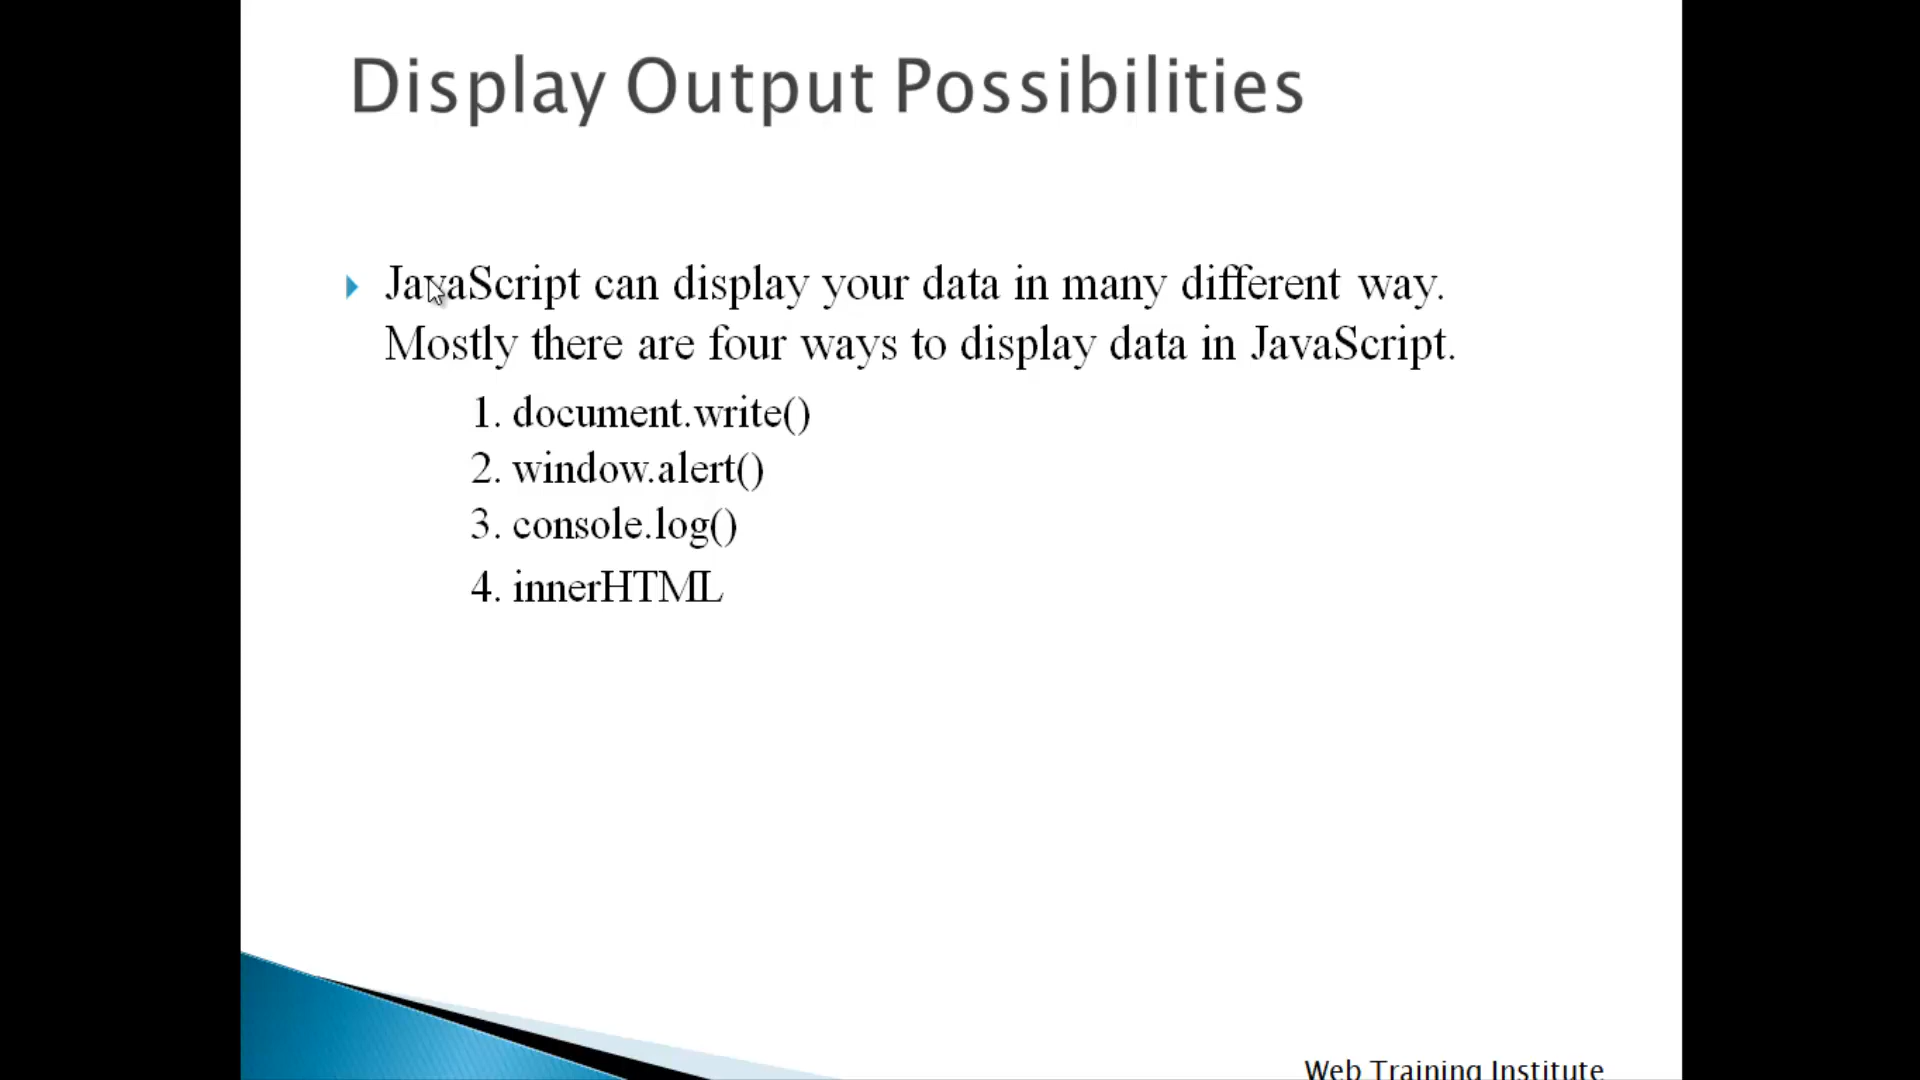 Display Output Possibilities
JavaScript can display your data in many different way.
Mostly there are four ways to display data in JavaScript.
1. document.write()
2. window.alert()
3. console.log()
4. innerHTML
Web Training Institute